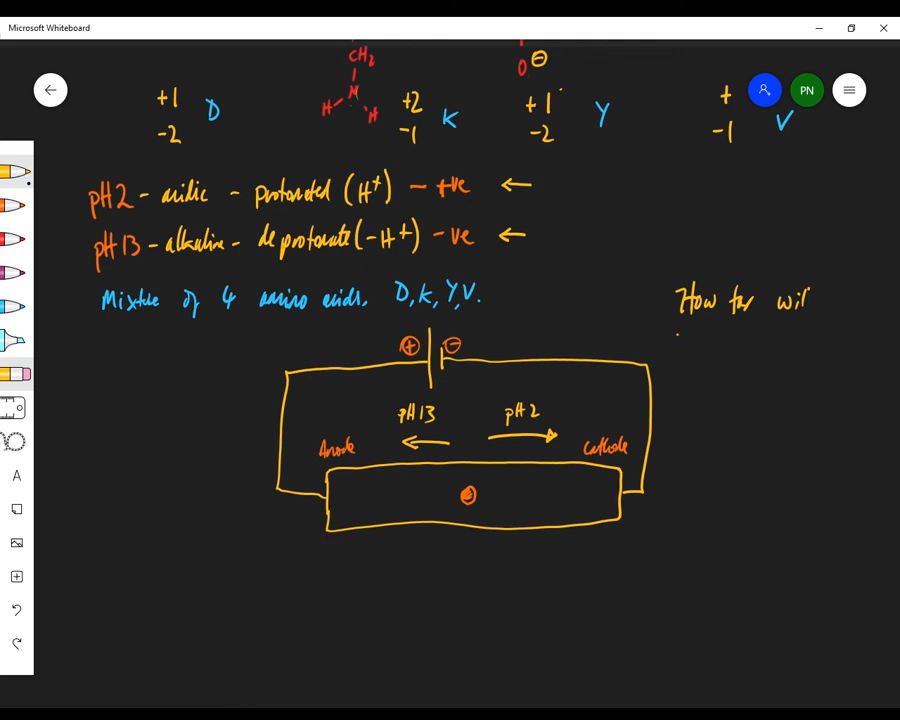 Microsoft Whiteboard
CH2
N
H H
O ⊖
+1 D +2 K +1 Y + V
-2 -1 -2 -1
PN
pH2 - acidic - protonated (H+) - +ve ←
pH13 - alkaline - deprotonate (-H+) - -ve ←
Mixture of 4 amino acids. D, K, Y, V.
How far wil
⊕ ⊖
pH13 pH2
Anode Cathode
A